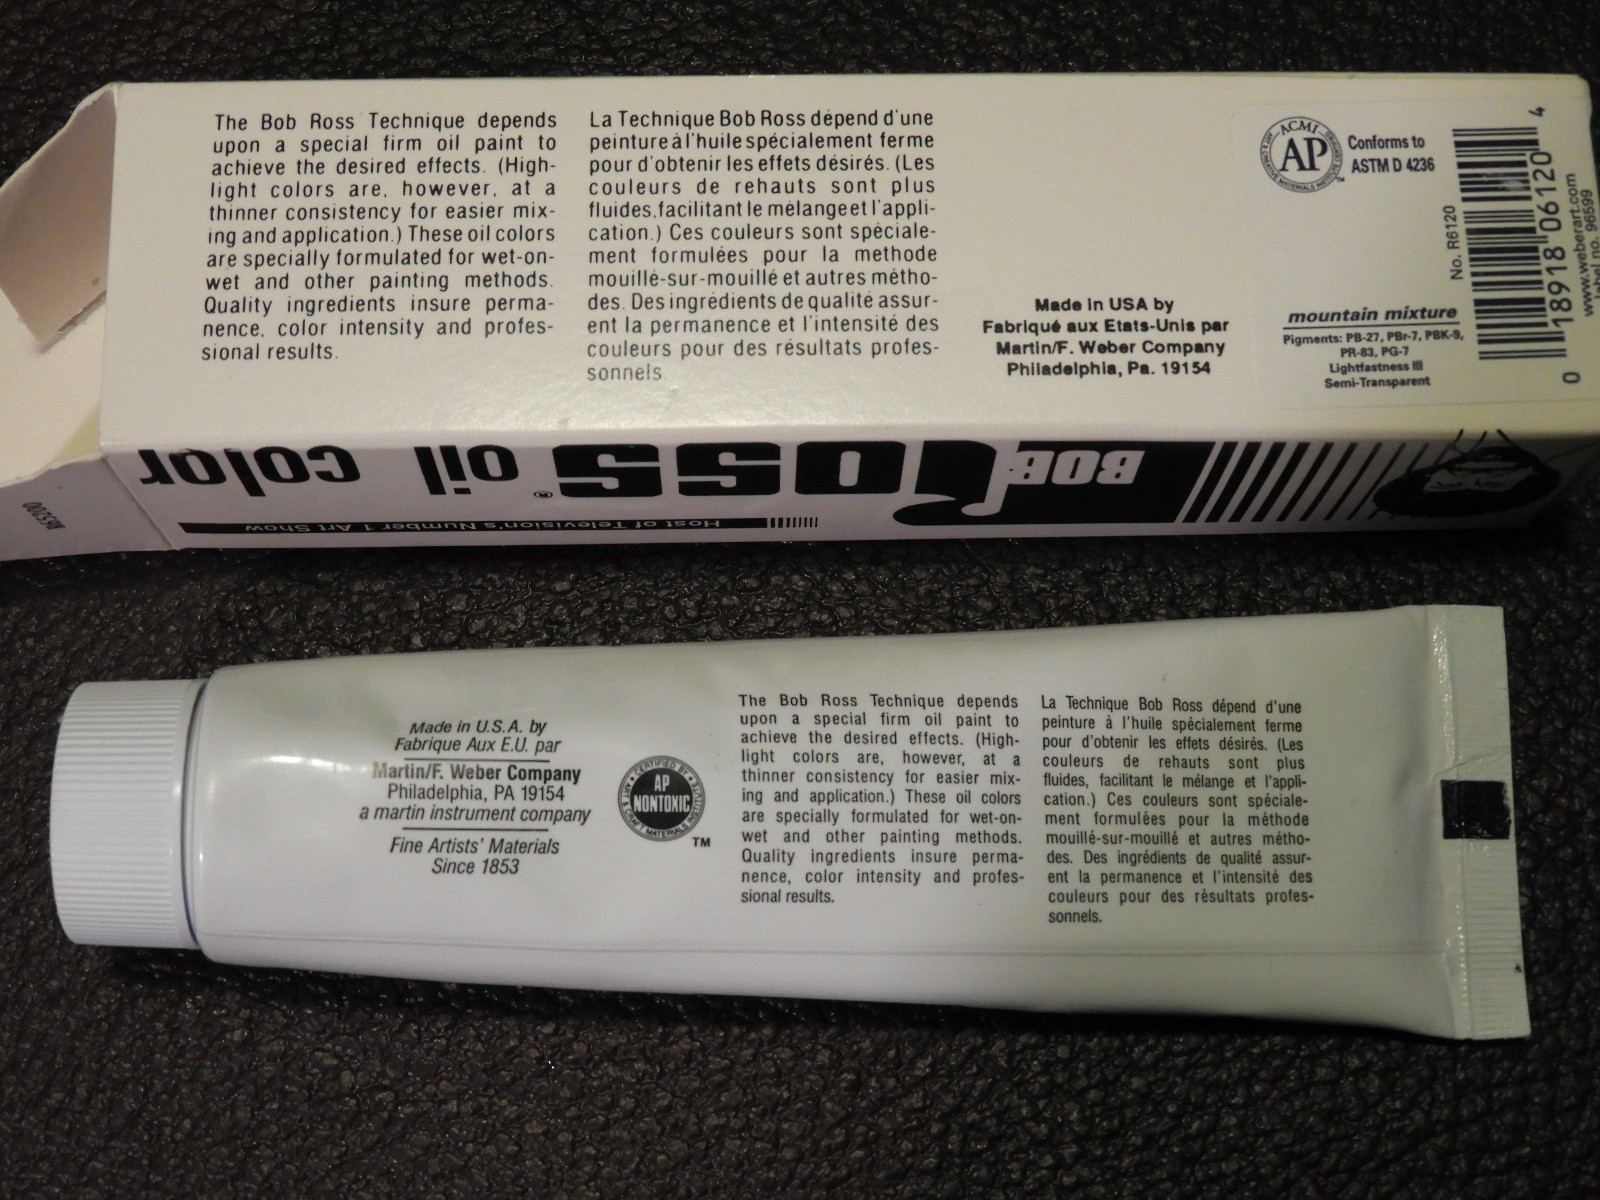 The Bob Ross Technique depends
upon a special firm oil paint to
achieve the desired effects. (High-
light colors are, however, at a
thinner consistency for easier mix-
ing and application.) These oil colors
are specially formulated for wet-on-
wet and other painting methods.
Quality ingredients insure perma-
nence, color intensity and profes-
sional results.
La Technique Bob Ross dépend d'une
peinture à l'huile spécialement ferme
pour d'obtenir les effets désirés. (Les
couleurs de rehauts sont plus
fluides, facilitant le mélange et l'appli-
cation.) Ces couleurs sont spéciale-
ment formulées pour la methode
mouillé-sur-mouillé et autres métho-
des. Des ingrédients de qualité assur-
ent la permanence et l'intensité des
couleurs pour des résultats profes-
sonnels.
Made in USA by
Fabriqué aux Etats-Unis par
Martin/F. Weber Company
Philadelphia, Pa. 19154
ACMI
AP
ART & CREATIVE MATERIALS INSTITUTE CERTIFIED
TM
Conforms to
ASTM D 4236
mountain mixture
Pigments: PB-27, PBr-7, PBK-9,
PR-83, PG-7
Lightfastness III
Semi-Transparent
No. R6120
0 18918 06120 4
www.weberart.com
label no. 96599
BOB Ross® oil color
Host of Television's Number 1 Art Show
Made in U.S.A. by
Fabrique Aux E.U. par
Martin/F. Weber Company
Philadelphia, PA 19154
a martin instrument company
Fine Artists' Materials
Since 1853
CERTIFIED BY
AP
NONTOXIC
ART & CRAFT MATERIALS INSTITUTE
TM
The Bob Ross Technique depends
upon a special firm oil paint to
achieve the desired effects. (High-
light colors are, however, at a
thinner consistency for easier mix-
ing and application.) These oil colors
are specially formulated for wet-on-
wet and other painting methods.
Quality ingredients insure perma-
nence, color intensity and profes-
sional results.
La Technique Bob Ross dépend d'une
peinture à l'huile spécialement ferme
pour d'obtenir les effets désirés. (Les
couleurs de rehauts sont plus
fluides, facilitant le mélange et l'appli-
cation.) Ces couleurs sont spéciale-
ment formulées pour la méthode
mouillé-sur-mouillé et autres métho-
des. Des ingrédients de qualité assur-
ent la permanence et l'intensité des
couleurs pour des résultats profes-
sonnels.